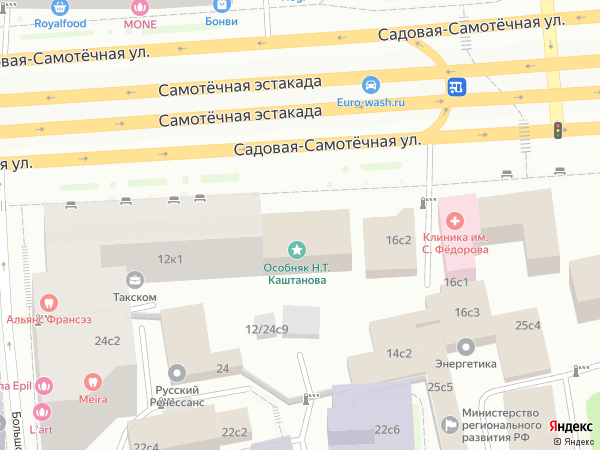 Royalfood
MONE
Бонви
Садовая-Самотёчная ул.
Садовая-Самотёчная ул.
Самотёчная эстакада
Euro-wash.ru
Самотёчная эстакада
Садовая-Самотёчная ул.
ул.
12к1
Особняк Н.Т.
Каштанова
16с2
Клиника им.
С. Фёдорова
16с1
Такском
Альянс Франсэз
12/24с9
16с3
25с4
24с2
14с2
Энергетика
24
Русский
Ренессанс
Epil
Meira
25с5
L'art
22с4
22с2
22с6
Министерство
регионального
развития РФ
Яндекс
© Яндекс